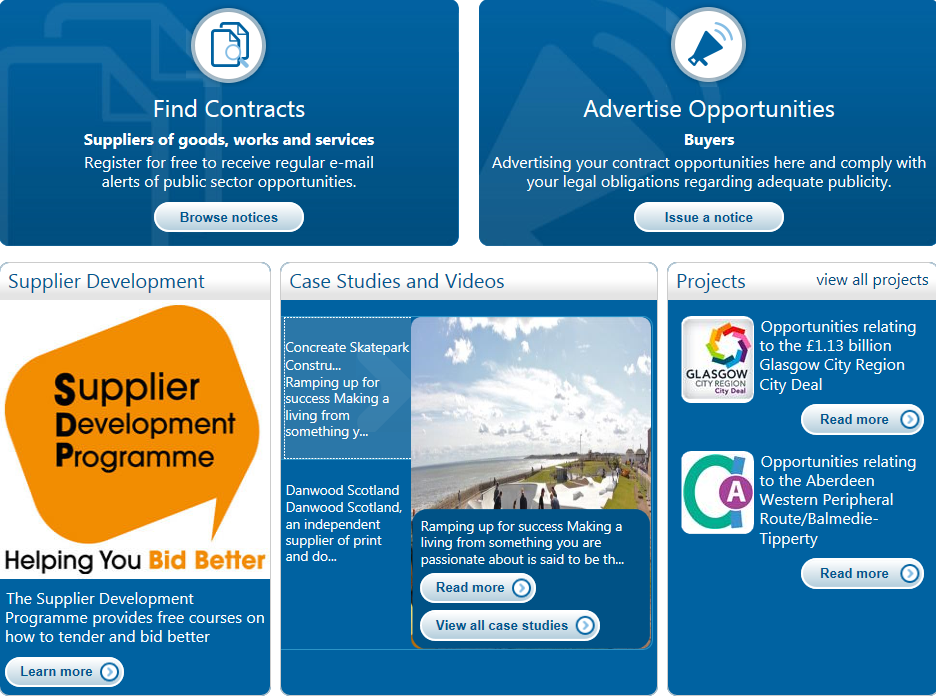 Find Contracts
Suppliers of goods, works and services
Register for free to receive regular e-mail
alerts of public sector opportunities.
Browse notices
Advertise Opportunities
Buyers
Advertising your contract opportunities here and comply with
your legal obligations regarding adequate publicity.
Issue a notice
Supplier Development
Supplier
Development
Programme
Helping You Bid Better
The Supplier Development
Programme provides free courses on
how to tender and bid better
Learn more
Case Studies and Videos
Concreate Skatepark
Constru...
Ramping up for
success Making a
living from
something y...
Danwood Scotland
Danwood Scotland,
an independent
supplier of print
and do...
Ramping up for success Making a
living from something you are
passionate about is said to be th...
Read more
View all case studies
Projects
view all projects
GLASGOW
CITY REGION
City Deal
Opportunities relating
to the £1.13 billion
Glasgow City Region
City Deal
Read more
A
Opportunities relating
to the Aberdeen
Western Peripheral
Route/Balmedie-
Tipperty
Read more